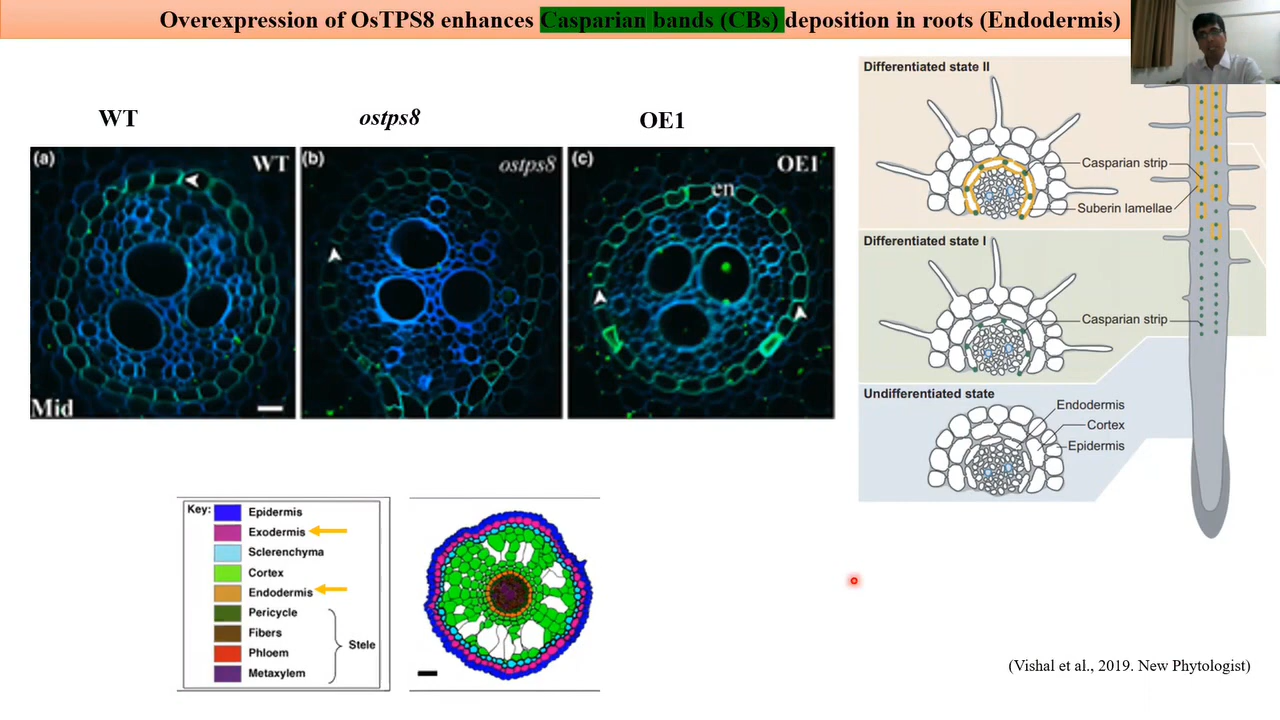 Overexpression of OsTPS8 enhances Casparian bands (CBs) deposition in roots (Endodermis)
WT
ostps8
OE1
(a)
WT
Mid
(b)
ostps8
(c)
OE1
en
Differentiated state II
Casparian strip
Suberin lamellae
Differentiated state I
Casparian strip
Undifferentiated state
Endodermis
Cortex
Epidermis
Key:
Epidermis
Exodermis
Sclerenchyma
Cortex
Endodermis
Pericycle
Fibers
Stele
Phloem
Metaxylem
(Vishal et al., 2019. New Phytologist)